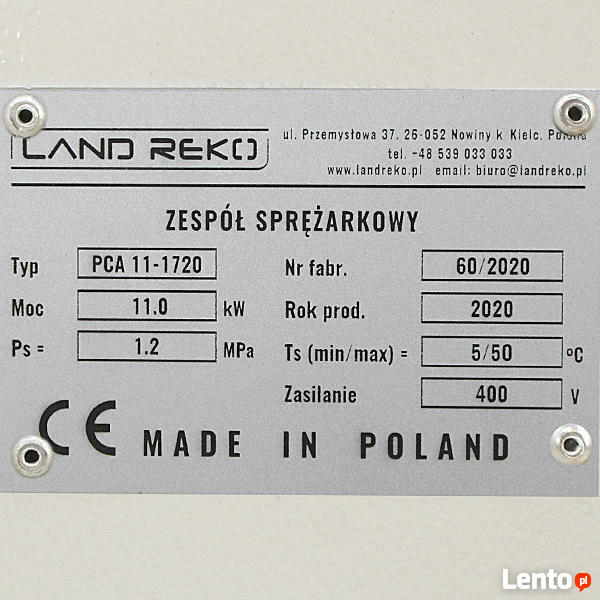 LAND REKO
ul. Przemysłowa 37, 26-052 Nowiny k Kielc, Polska
tel. +48 539 033 033
www.landreko.pl email: biuro@landreko.pl
ZESPÓŁ SPRĘŻARKOWY
Typ PCA 11-1720 Nr fabr. 60/2020
Moc 11.0 kW Rok prod. 2020
Ps = 1.2 MPa Ts (min/max) = 5/50 °C
Zasilanie 400 V
CE MADE IN POLAND
Lento.pl